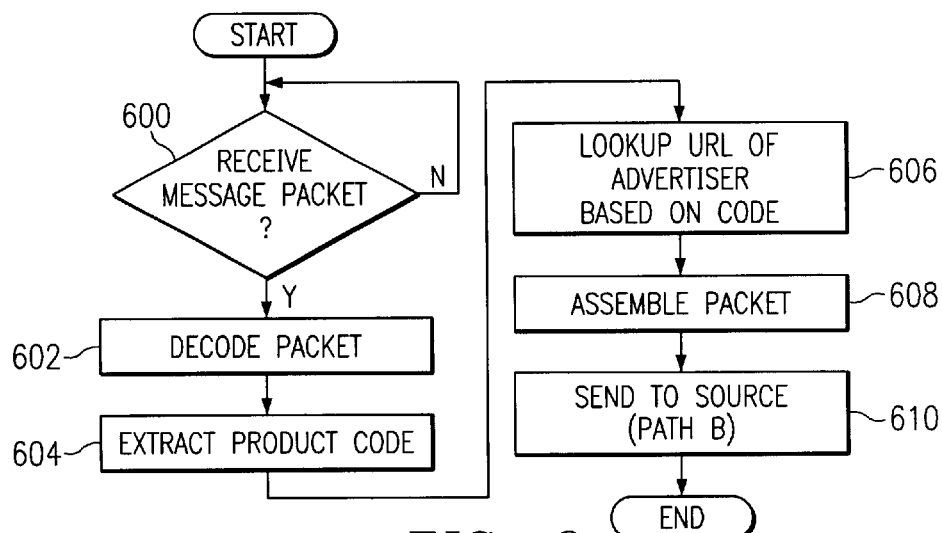 START
600
RECEIVE
MESSAGE PACKET
?
N
Y
602
DECODE PACKET
604
EXTRACT PRODUCT CODE
LOOKUP URL OF
ADVERTISER
BASED ON CODE
606
ASSEMBLE PACKET
608
SEND TO SOURCE
(PATH B)
610
END